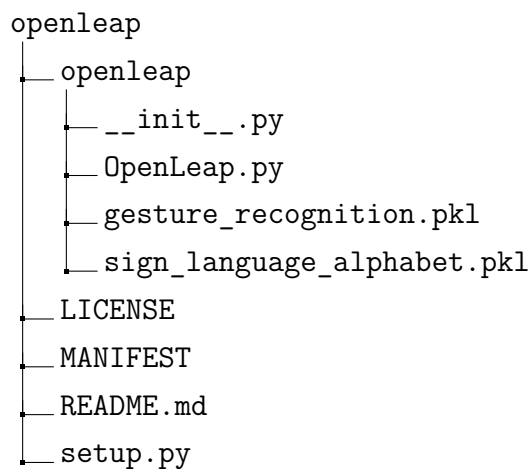 openleap
openleap
__init__.py
OpenLeap.py
gesture_recognition.pkl
sign_language_alphabet.pkl
LICENSE
MANIFEST
README.md
setup.py